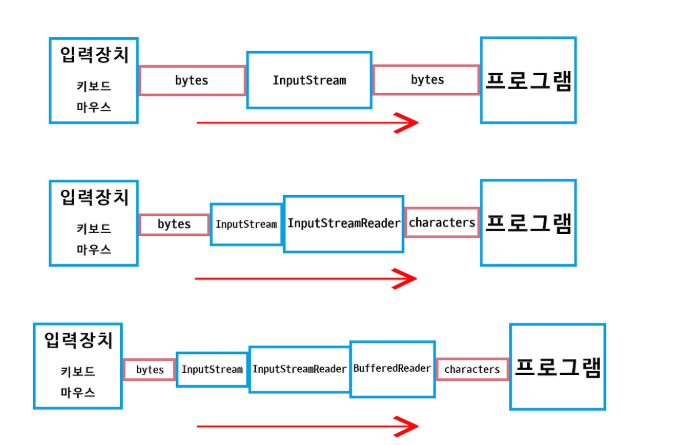 입력장치
키보드
마우스
bytes
InputStream
bytes
프로그램
입력장치
키보드
마우스
bytes
InputStream
InputStreamReader
characters
프로그램
입력장치
키보드
마우스
bytes
InputStream
InputStreamReader
BufferedReader
characters
프로그램